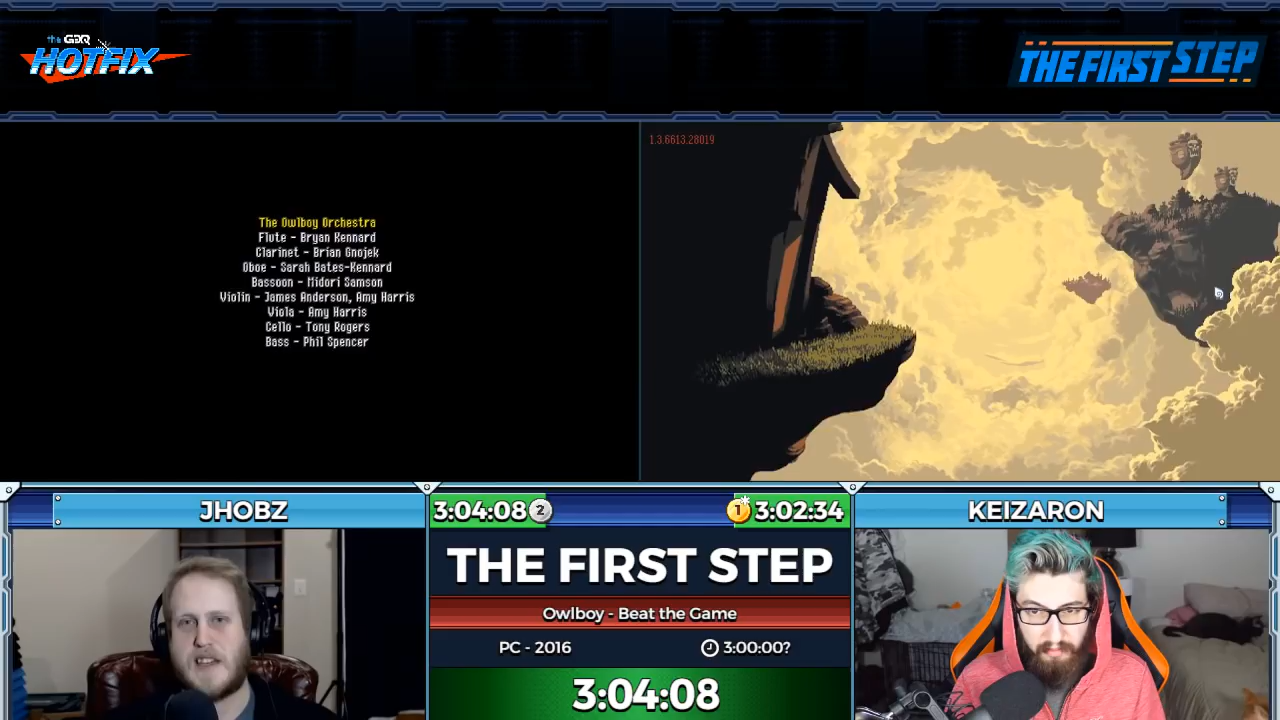 the GDQ
HOTFIX
THE FIRST STEP
The Owlboy Orchestra
Flute - Bryan Kennard
Clarinet - Brian Gnojek
Oboe - Sarah Bates-Kennard
Bassoon - Midori Samson
Violin - James Anderson, Amy Harris
Viola - Amy Harris
Cello - Tony Rogers
Bass - Phil Spencer
1.3.6613.28019
JHOBZ
3:04:08 2
1 3:02:34
KEIZARON
THE FIRST STEP
Owlboy - Beat the Game
PC - 2016
3:00:00?
3:04:08